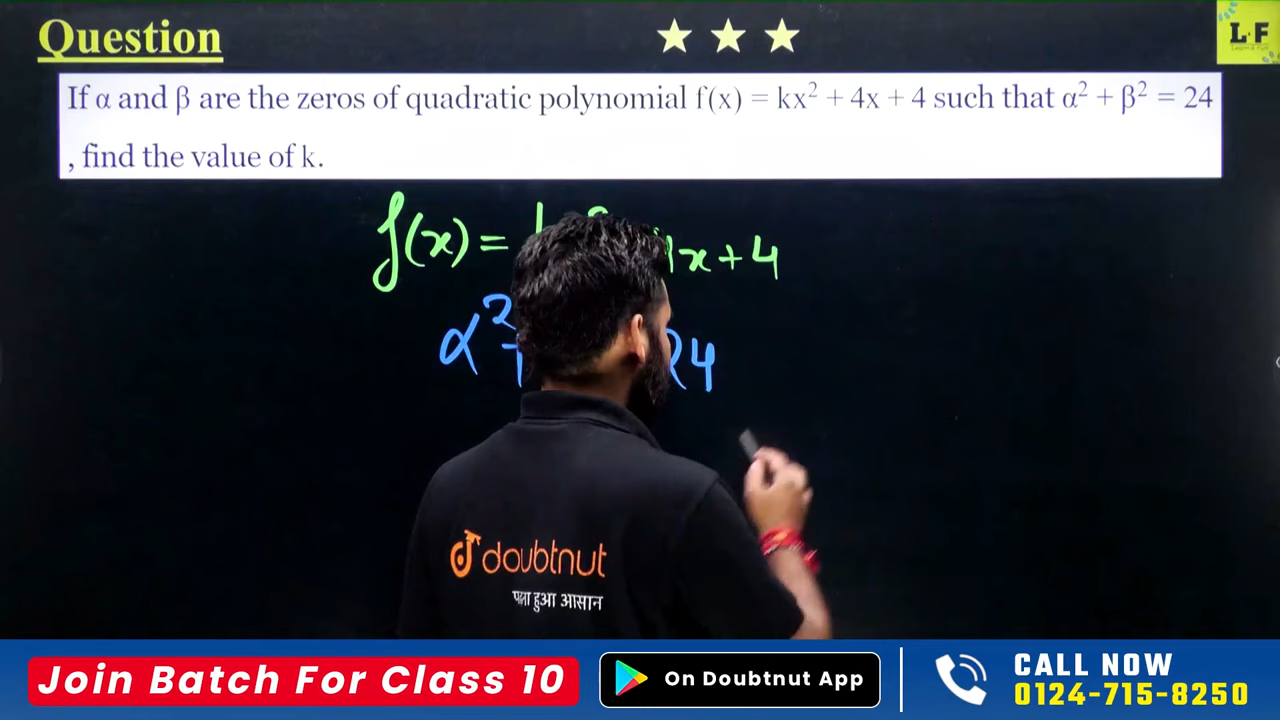 Question
L·F
If α and β are the zeros of quadratic polynomial f(x) = kx² + 4x + 4 such that α² + β² = 24
, find the value of k.
f(x) = 4x + 4
α² + 24
doubtnut
पढ़ना हुआ आसान
Join Batch For Class 10
On Doubtnut App
CALL NOW
0124-715-8250